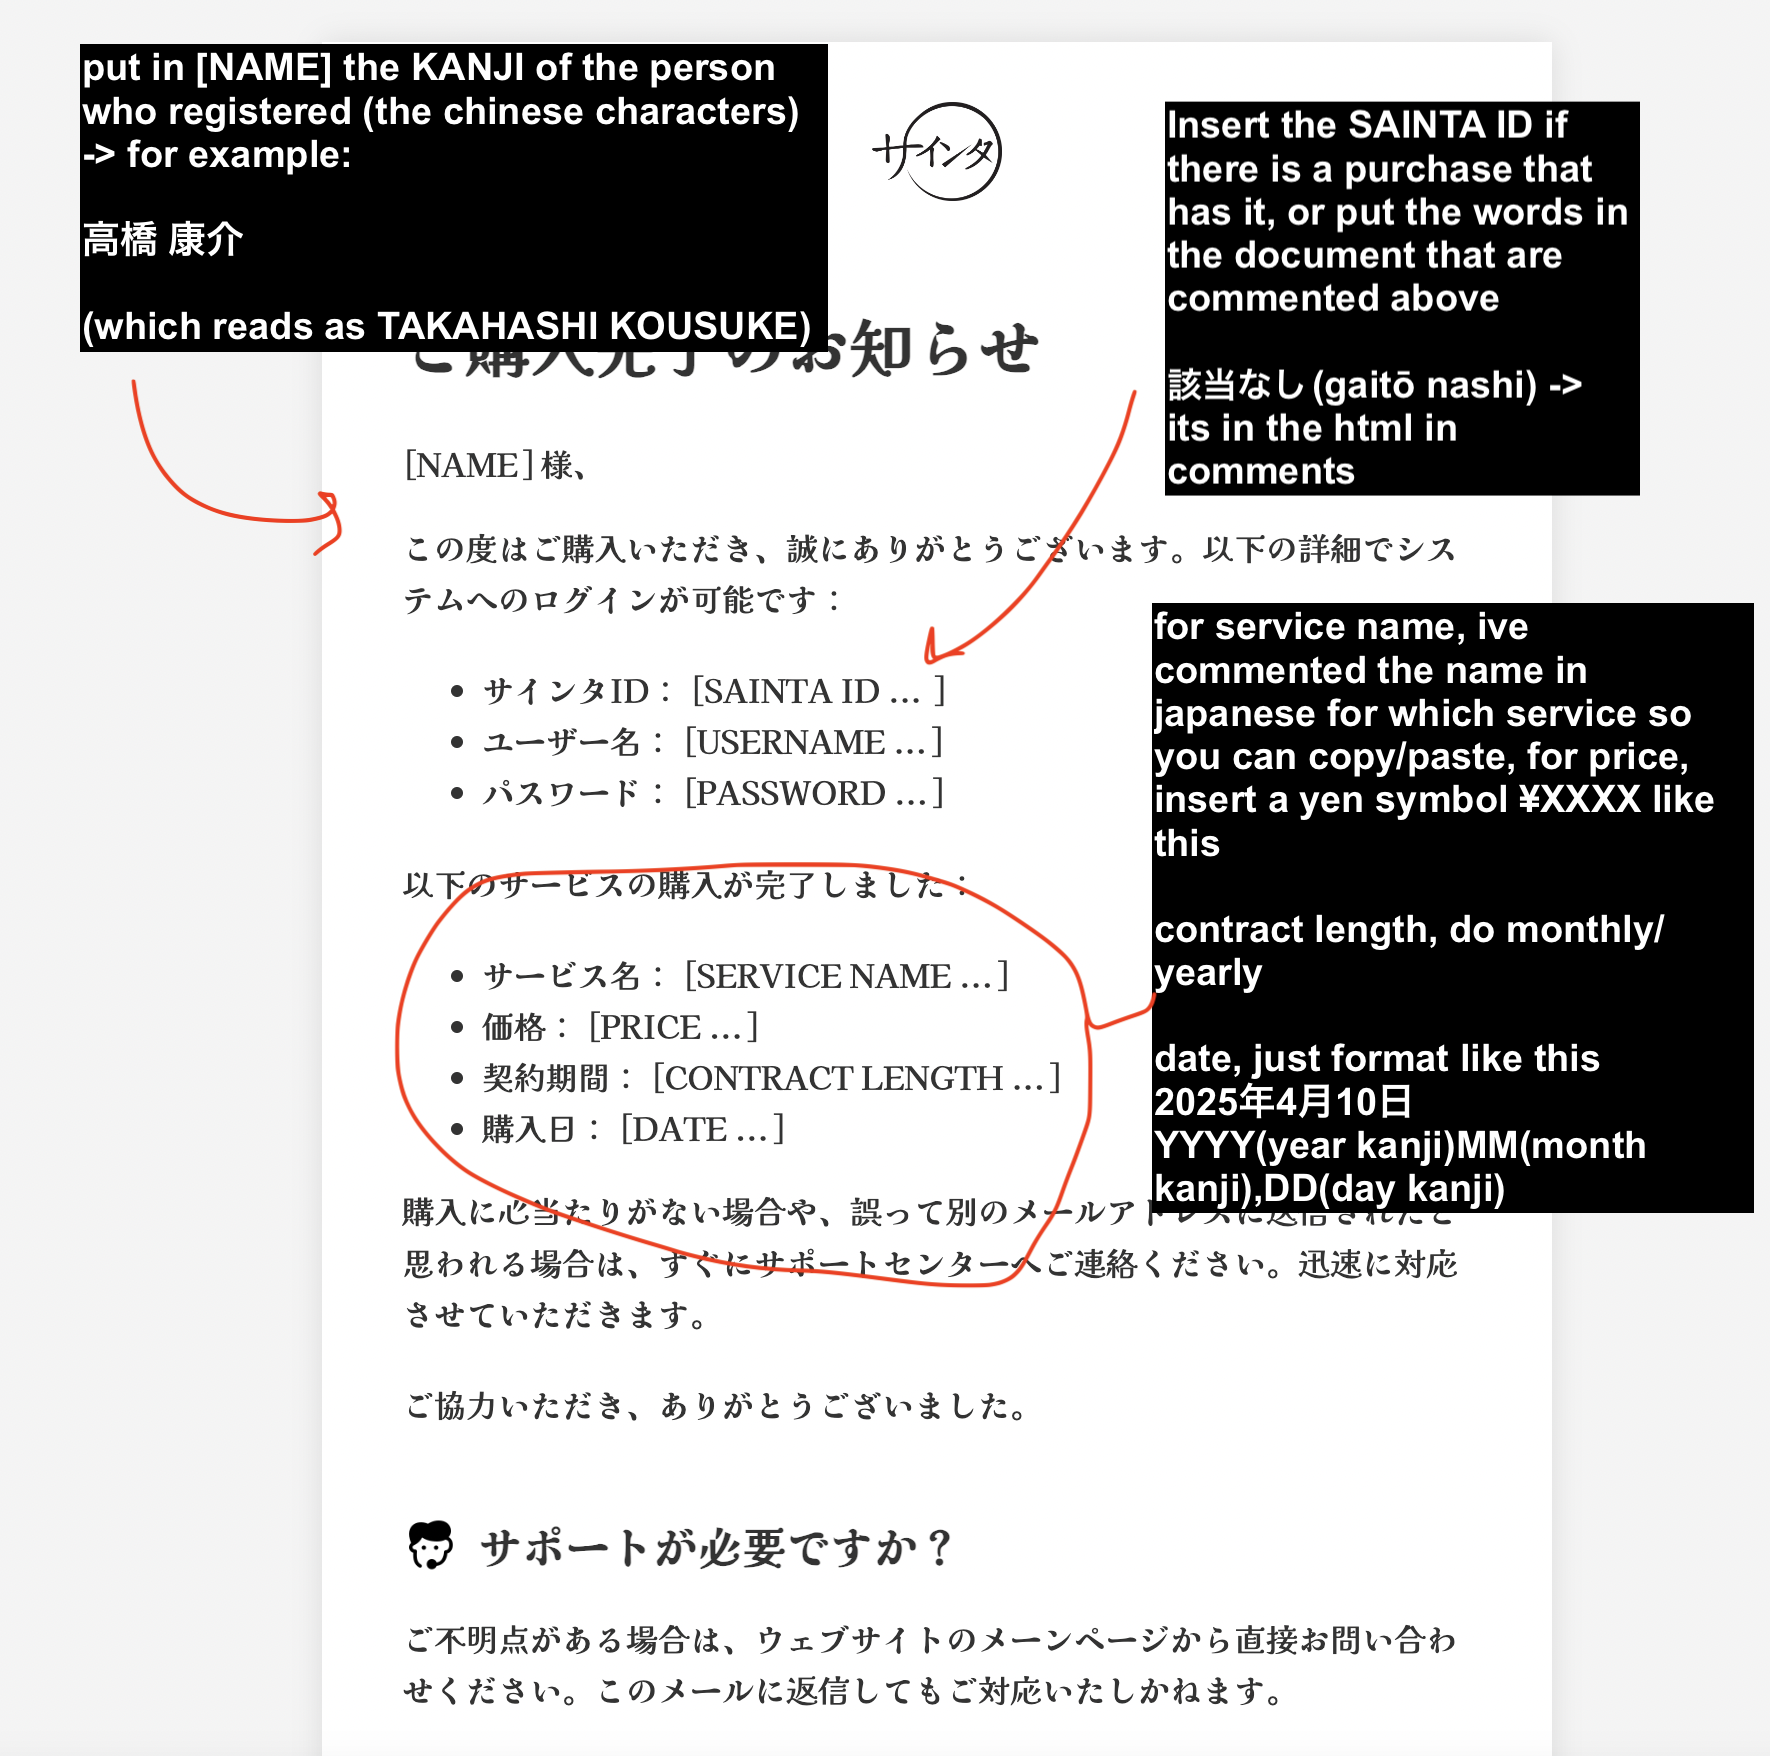 put in [NAME] the KANJI of the person
who registered (the chinese characters)
-> for example:
高橋 康介
(which reads as TAKAHASHI KOUSUKE)
サインタ
Insert the SAINTA ID if
there is a purchase that
has it, or put the words in
the document that are
commented above
該当なし(gaitō nashi) ->
its in the html in
comments
ご購入完了のお知らせ
[NAME] 様、
この度はご購入いただき、誠にありがとうございます。以下の詳細でシス
テムへのログインが可能です：
• サインタID： [SAINTA ID ... ]
• ユーザー名： [USERNAME ...]
• パスワード： [PASSWORD ...]
for service name, ive
commented the name in
japanese for which service so
you can copy/paste, for price,
insert a yen symbol ¥XXXX like
this
contract length, do monthly/
yearly
date, just format like this
2025年4月10日
YYYY(year kanji)MM(month
kanji),DD(day kanji)
以下のサービスの購入が完了しました：
• サービス名： [SERVICE NAME ...]
• 価格： [PRICE ...]
• 契約期間： [CONTRACT LENGTH ...]
• 購入日： [DATE ...]
購入に心当たりがない場合や、誤って別のメールアドレスに送信されたと
思われる場合は、すぐにサポートセンターへご連絡ください。迅速に対応
させていただきます。
ご協力いただき、ありがとうございました。
サポートが必要ですか？
ご不明点がある場合は、ウェブサイトのメーンページから直接お問い合わ
せください。このメールに返信してもご対応いたしかねます。